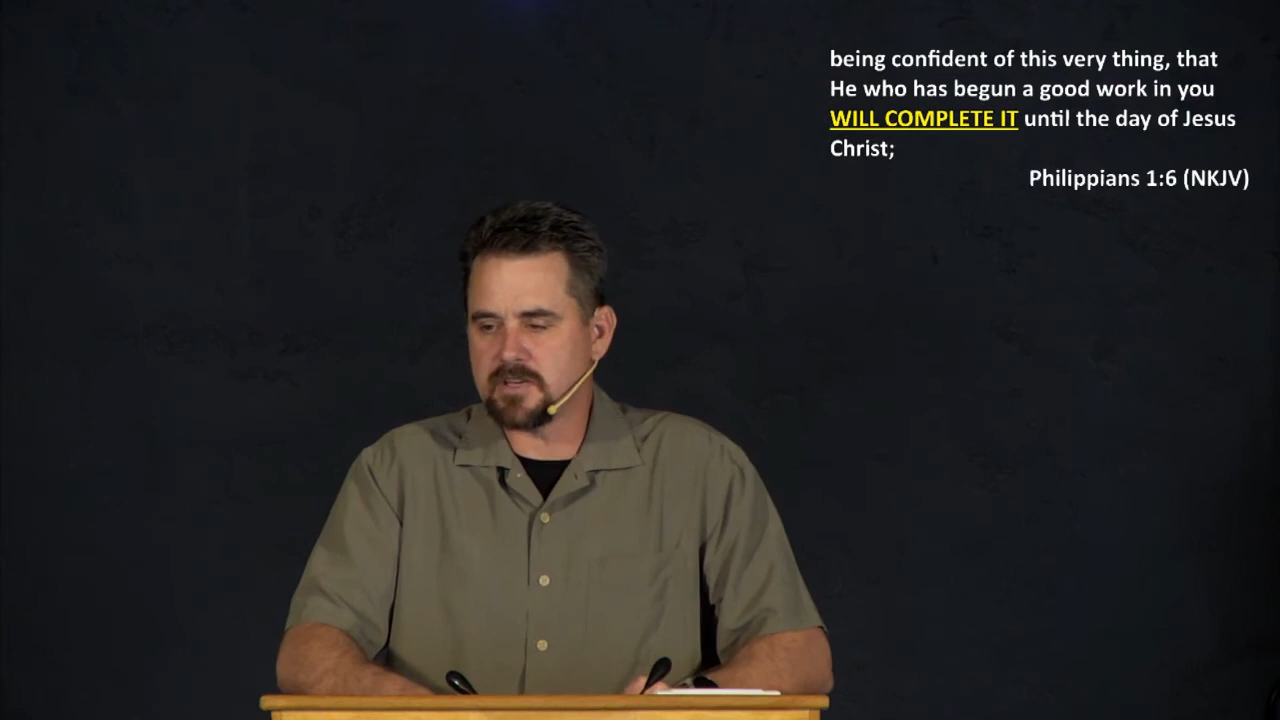 being confident of this very thing, that
He who has begun a good work in you
WILL COMPLETE IT until the day of Jesus
Christ;
Philippians 1:6 (NKJV)